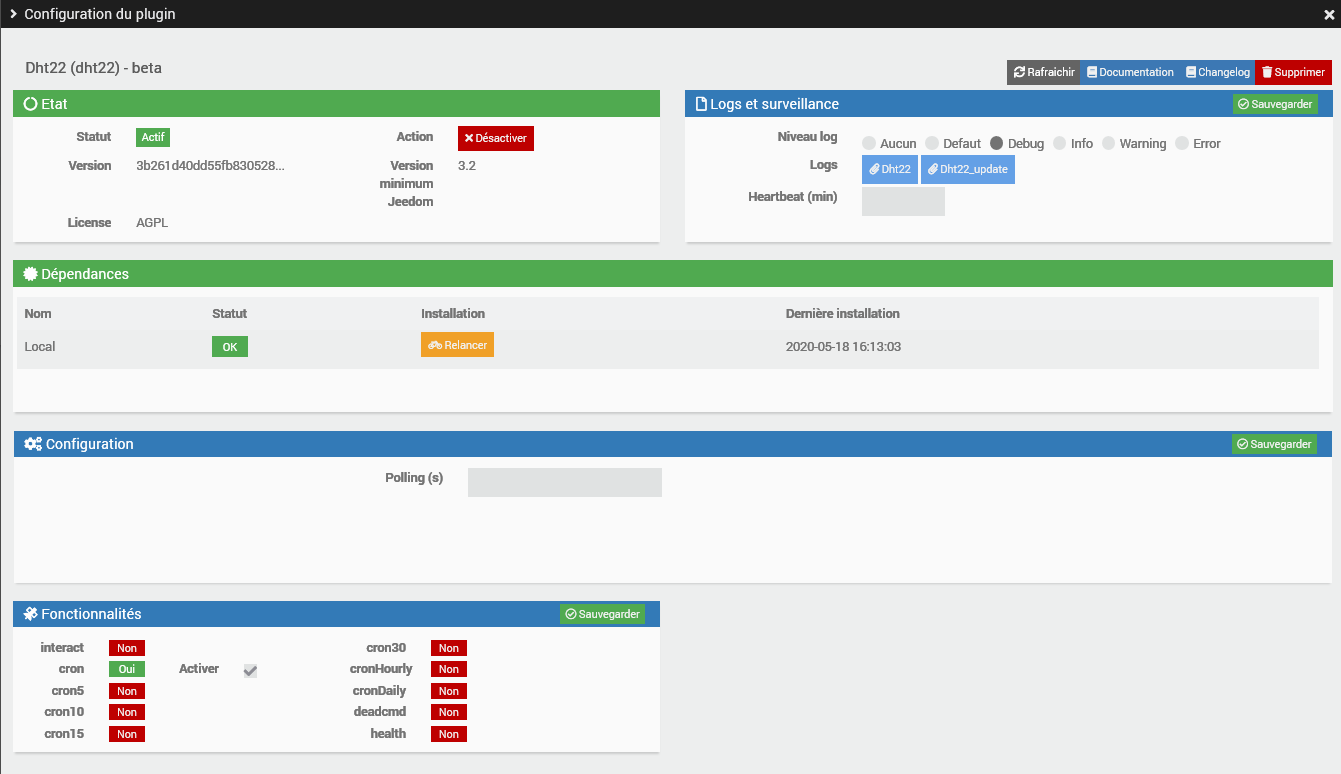 Configuration du plugin
Dht22 (dht22) - beta
Rafraichir Documentation Changelog Supprimer
Etat
Statut Actif Action Désactiver
Version 3b261d40dd55fb830528... Version minimum Jeedom 3.2
License AGPL
Logs et surveillance Sauvegarder
Niveau log Aucun Defaut Debug Info Warning Error
Logs Dht22 Dht22_update
Heartbeat (min)
Dépendances
Nom Statut Installation Dernière installation
Local OK Relancer 2020-05-18 16:13:03
Configuration Sauvegarder
Polling (s)
Fonctionnalités Sauvegarder
interact Non cron30 Non
cron Oui Activer cronHourly Non
cron5 Non cronDaily Non
cron10 Non deadcmd Non
cron15 Non health Non